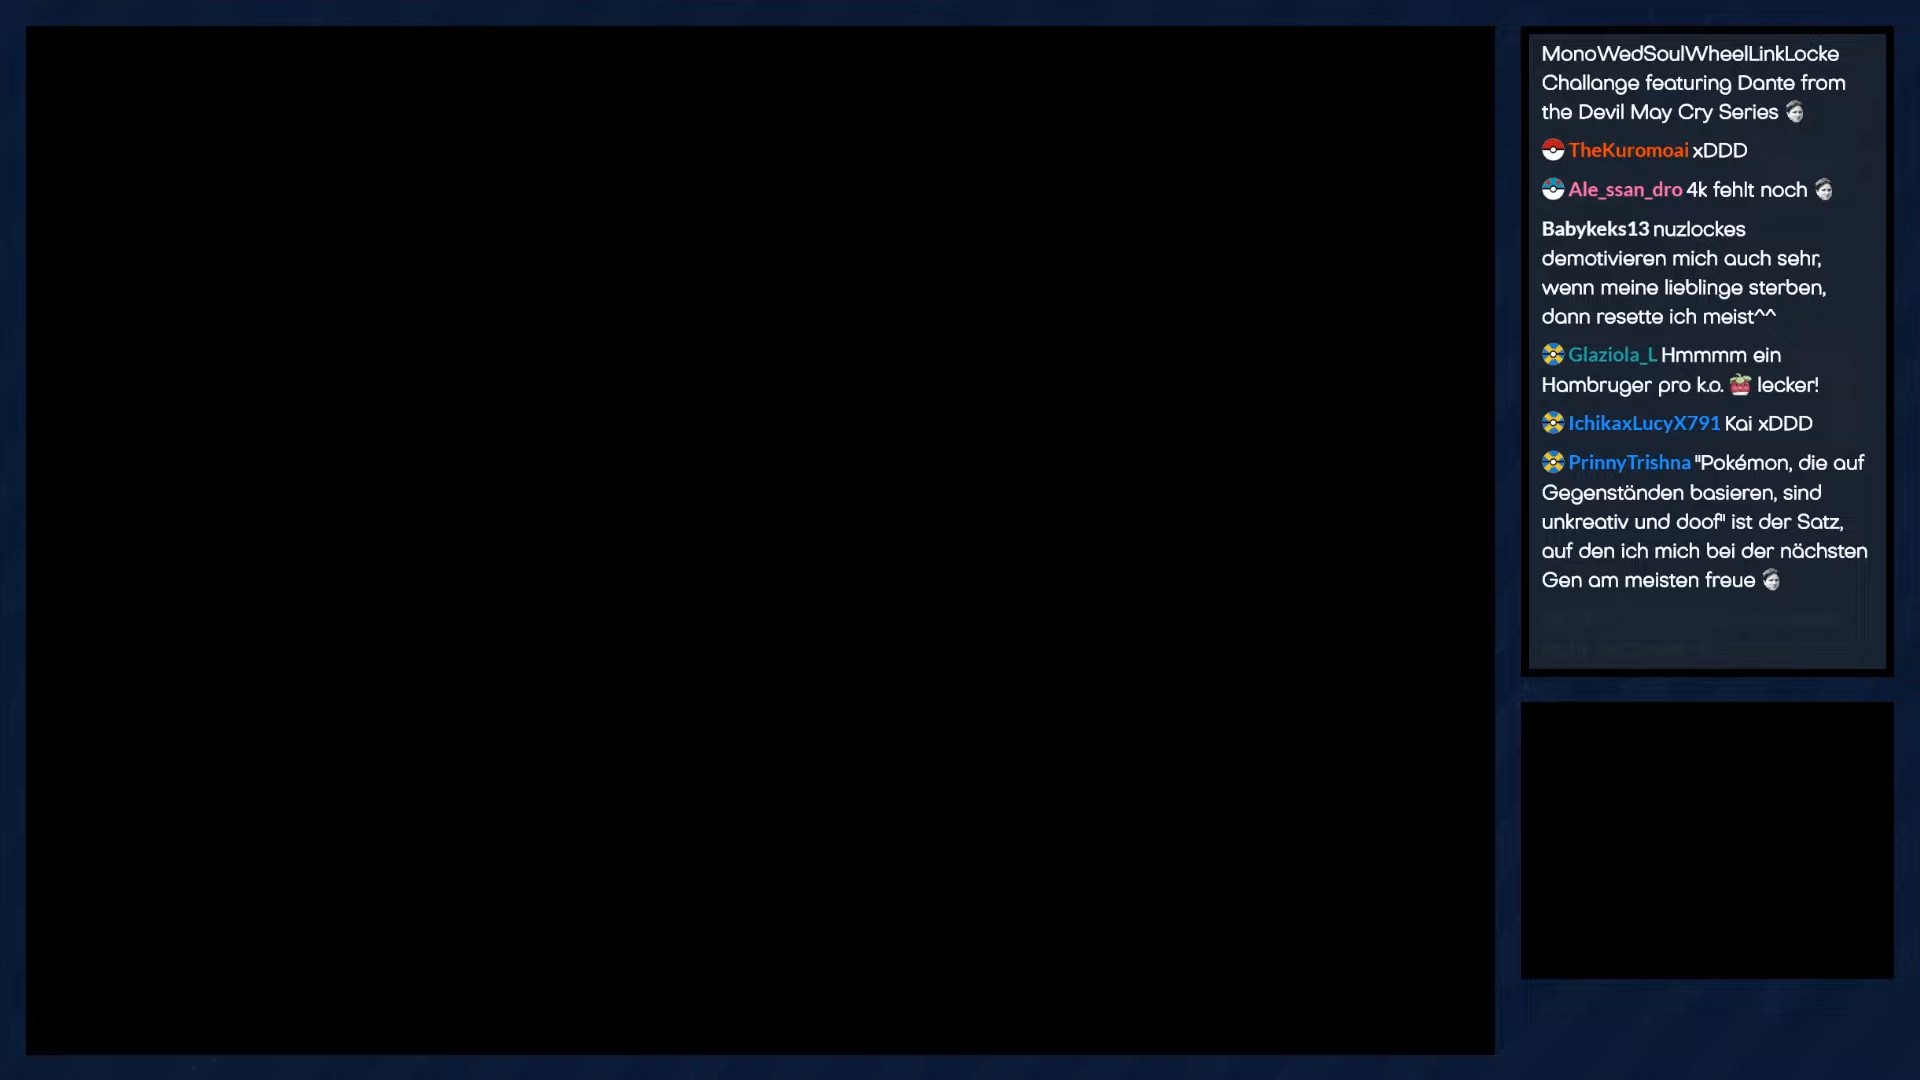 MonoWedSoulWheelLinkLocke
Challange featuring Dante from
the Devil May Cry Series
TheKuromoai xDDD
Ale_ssan_dro 4k fehlt noch
Babykeks13 nuzlockes
demotivieren mich auch sehr,
wenn meine lieblinge sterben,
dann resette ich meist^^
Glaziola_L Hmmmm ein
Hambruger pro k.o. lecker!
IchikaxLucyX791 Kai xDDD
PrinnyTrishna "Pokémon, die auf
Gegenständen basieren, sind
unkreativ und doof" ist der Satz,
auf den ich mich bei der nächsten
Gen am meisten freue